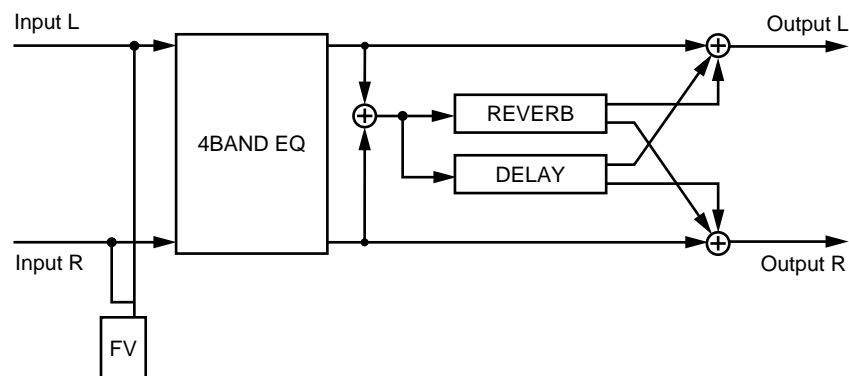 Input L
Output L
REVERB
4BAND EQ
DELAY
Input R
Output R
FV